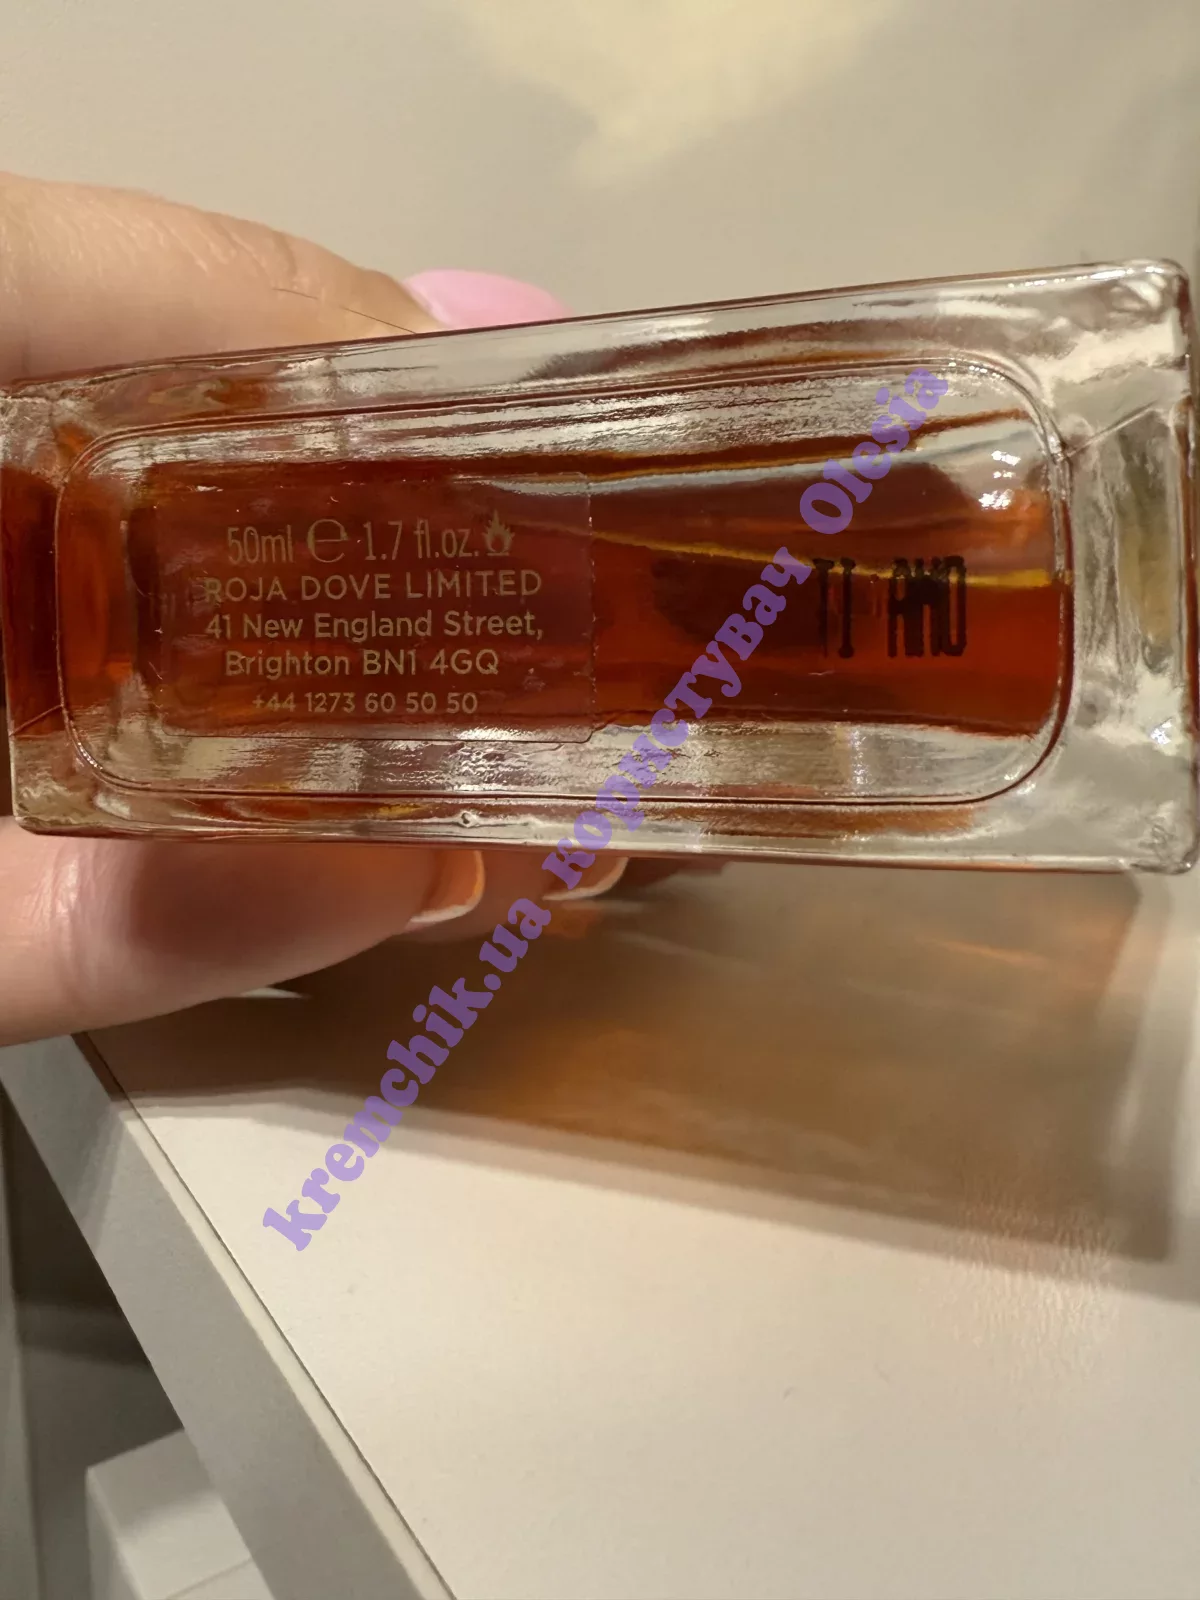 50ml ℮ 1.7 fl.oz.
ROJA DOVE LIMITED
41 New England Street,
Brighton BN1 4GQ
+44 1273 60 50 50
kremchik.ua користувач Olesia